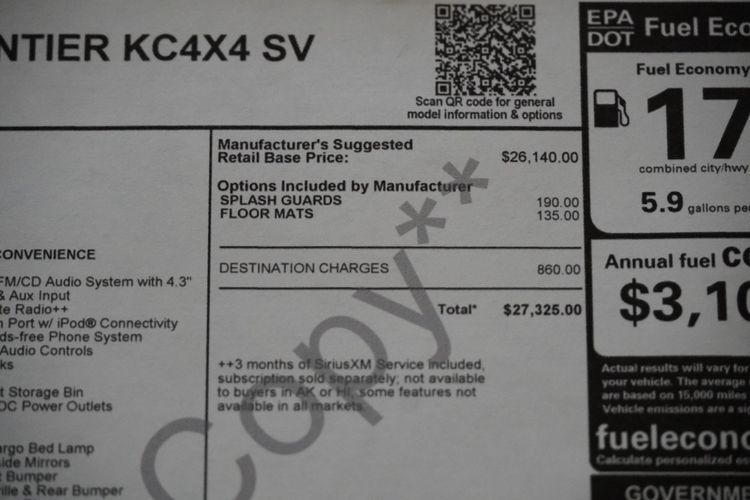 NTIER KC4X4 SV
Scan QR code for general
model information & options
Manufacturer's Suggested
Retail Base Price: $26,140.00
Options Included by Manufacturer
SPLASH GUARDS 190.00
FLOOR MATS 135.00
DESTINATION CHARGES 860.00
Total* $27,325.00
++3 months of SiriusXM Service included,
subscription sold separately; not available
to buyers in AK or HI; some features not
available in all markets.
Copy**
CONVENIENCE
FM/CD Audio System with 4.3"
& Aux Input
te Radio++
n Port w/ iPod® Connectivity
ds-free Phone System
Audio Controls
ks
t Storage Bin
DC Power Outlets
argo Bed Lamp
side Mirrors
t Bumper
ille & Rear Bumper
EPA
DOT Fuel Eco
Fuel Economy
17
combined city/hwy
5.9 gallons pe
Annual fuel co
$3,10
Actual results will vary for
your vehicle. The average
are based on 15,000 miles
Vehicle emissions are a si
fueleconc
Calculate personalized es
GOVERNME